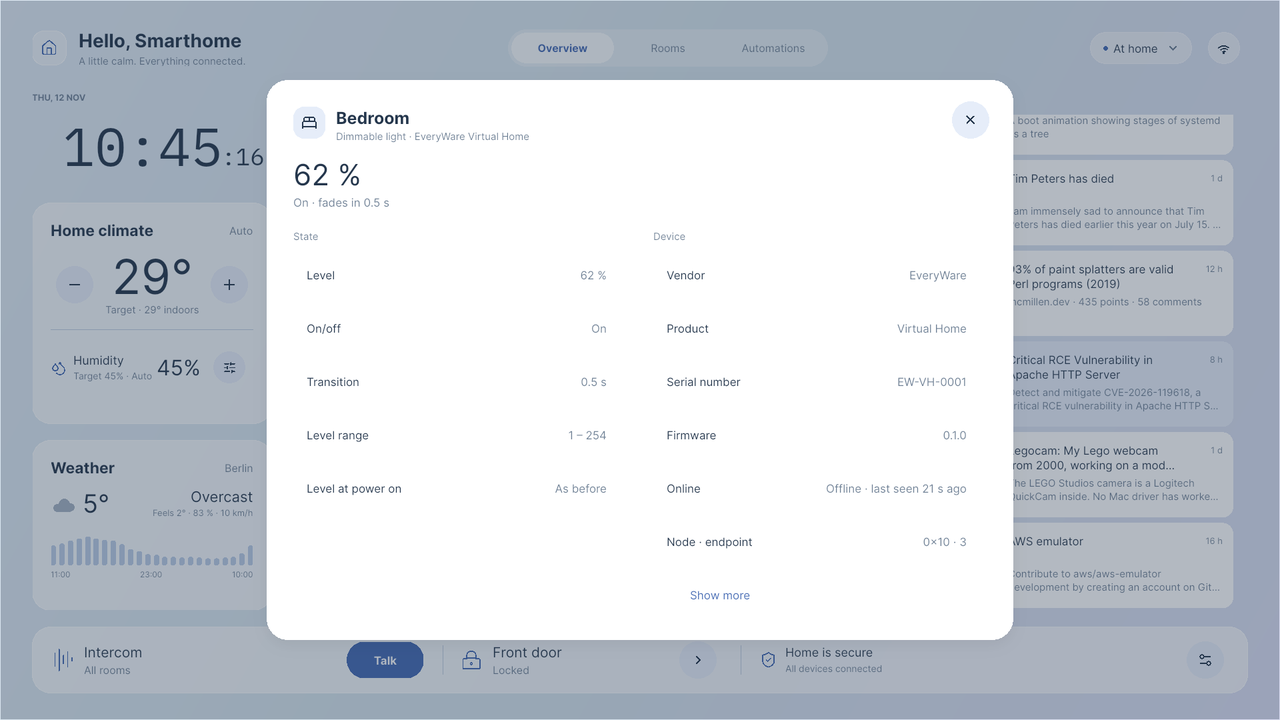 Hello, Smarthome
A little calm. Everything connected.
Overview
Rooms
Automations
At home
THU, 12 NOV
10:45:16
Home climate
Auto
29°
Target · 29° indoors
Humidity
Target 45% · Auto
45%
Weather
Berlin
5°
Overcast
Feels 2° · 83 % · 10 km/h
11:00
23:00
10:00
Bedroom
Dimmable light · EveryWare Virtual Home
62 %
On · fades in 0.5 s
State
Level
62 %
On/off
On
Transition
0.5 s
Level range
1 – 254
Level at power on
As before
Device
Vendor
EveryWare
Product
Virtual Home
Serial number
EW-VH-0001
Firmware
0.1.0
Online
Offline · last seen 21 s ago
Node · endpoint
0×10 · 3
Show more
boot animation showing stages of systemd
s a tree
Tim Peters has died
1 d
am immensely sad to announce that Tim
Peters has died earlier this year on July 15. ...
93% of paint splatters are valid
Perl programs (2019)
12 h
mcmillen.dev · 435 points · 58 comments
Critical RCE Vulnerability in
Apache HTTP Server
8 h
Detect and mitigate CVE-2026-119618, a
critical RCE vulnerability in Apache HTTP S...
Legocam: My Lego webcam
from 2000, working on a mod...
1 d
The LEGO Studios camera is a Logitech
QuickCam inside. No Mac driver has worke...
AWS emulator
16 h
Contribute to aws/aws-emulator
development by creating an account on Git...
Intercom
All rooms
Talk
Front door
Locked
Home is secure
All devices connected